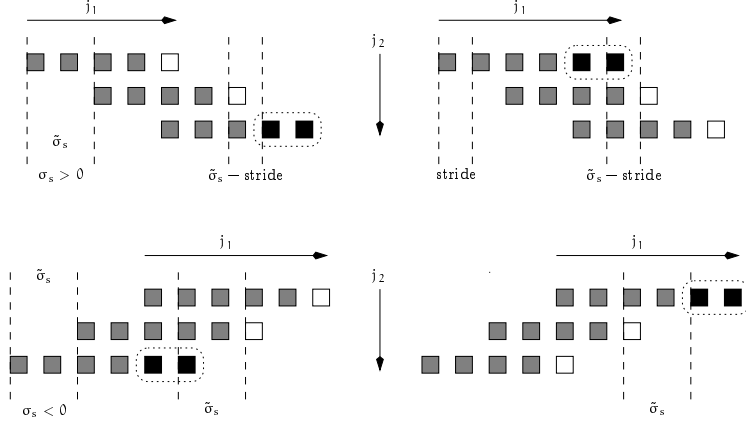 j₁
j₁
j₂
σ̃ₛ
σₛ > 0
σ̃ₛ − stride
stride
σ̃ₛ − stride
j₁
j₁
σ̃ₛ
j₂
σₛ < 0
σ̃ₛ
σ̃ₛ